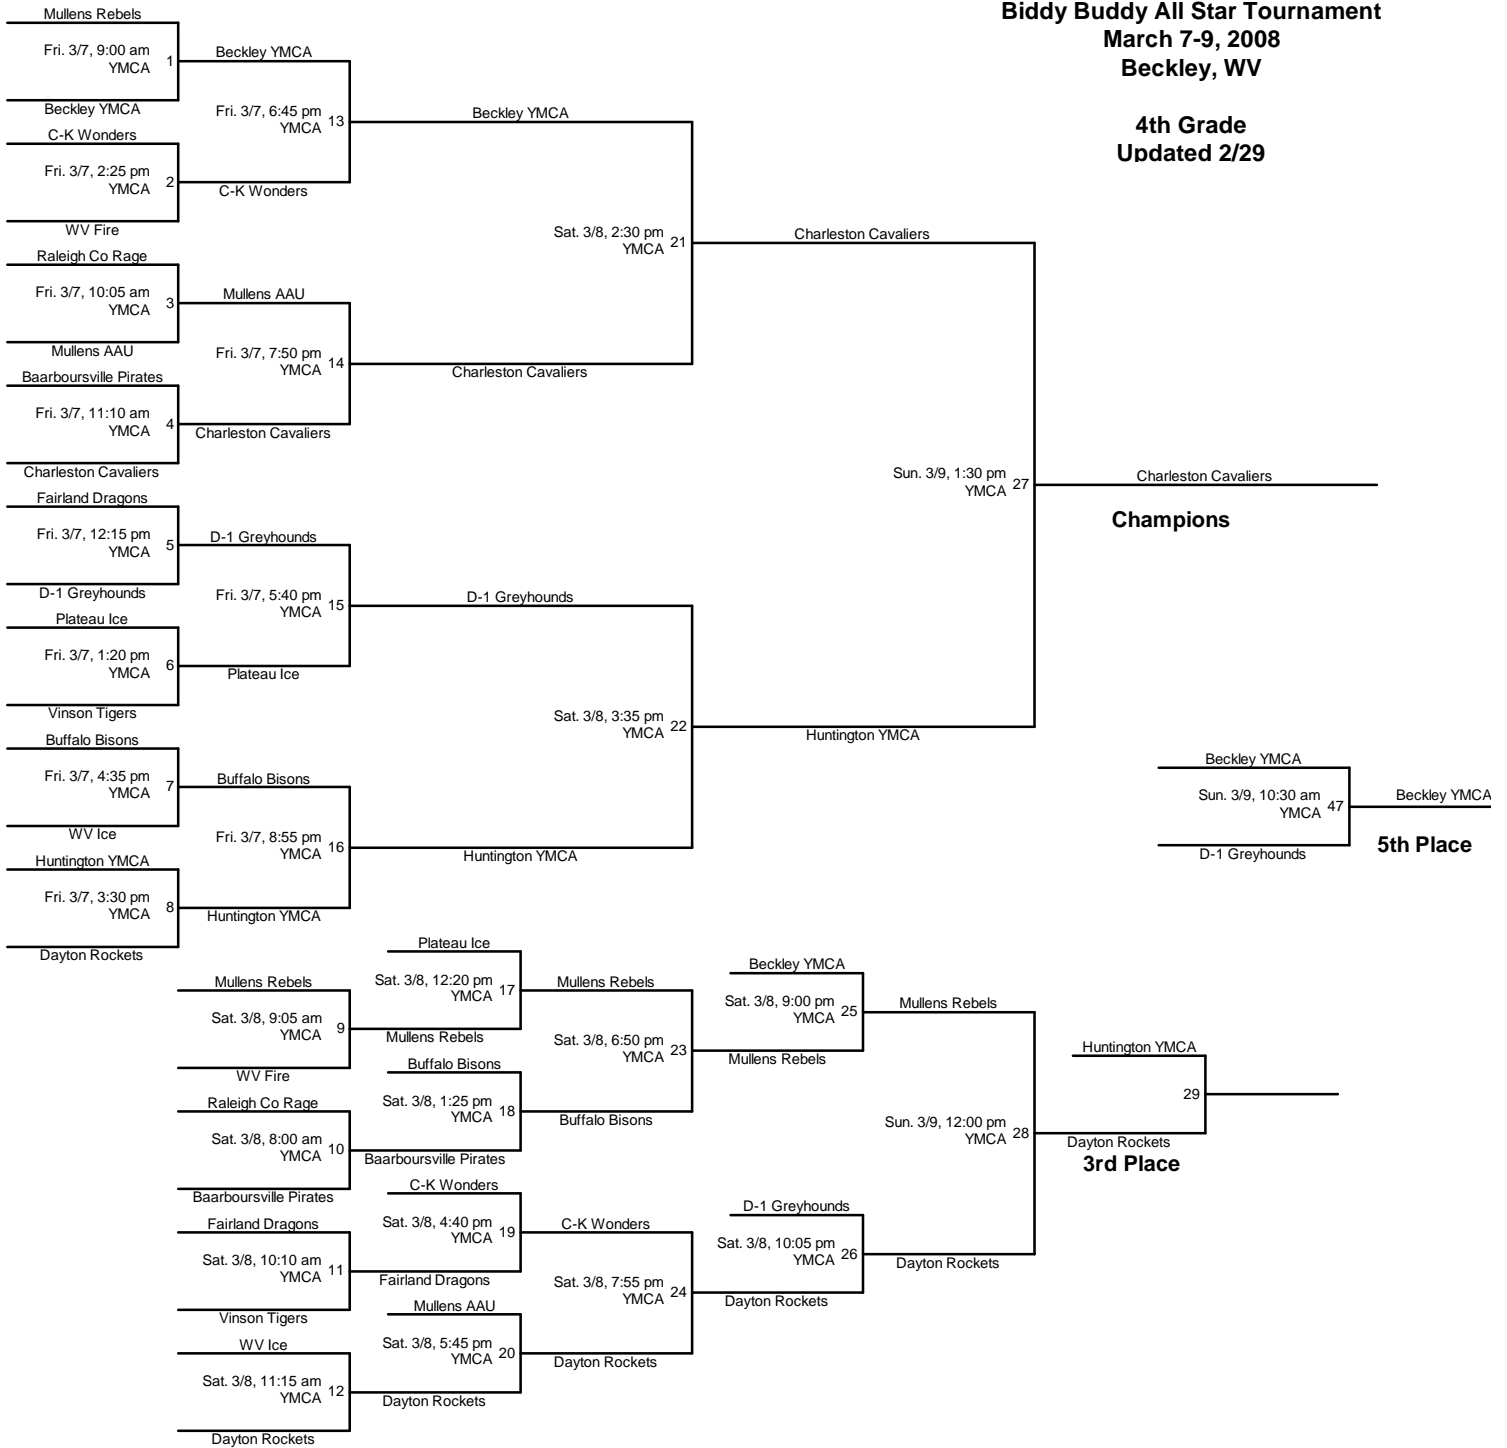 Biddy Buddy All Star Tournament
March 7-9, 2008
Beckley, WV
4th Grade
Updated 2/29
Mullens Rebels
Fri. 3/7, 9:00 am
YMCA 1
Beckley YMCA
C-K Wonders
Fri. 3/7, 2:25 pm
YMCA 2
WV Fire
Raleigh Co Rage
Fri. 3/7, 10:05 am
YMCA 3
Mullens AAU
Baarboursville Pirates
Fri. 3/7, 11:10 am
YMCA 4
Charleston Cavaliers
Fairland Dragons
Fri. 3/7, 12:15 pm
YMCA 5
D-1 Greyhounds
Plateau Ice
Fri. 3/7, 1:20 pm
YMCA 6
Vinson Tigers
Buffalo Bisons
Fri. 3/7, 4:35 pm
YMCA 7
WV Ice
Huntington YMCA
Fri. 3/7, 3:30 pm
YMCA 8
Dayton Rockets
Beckley YMCA
Fri. 3/7, 6:45 pm
YMCA 13
C-K Wonders
Mullens AAU
Fri. 3/7, 7:50 pm
YMCA 14
Charleston Cavaliers
D-1 Greyhounds
Fri. 3/7, 5:40 pm
YMCA 15
Plateau Ice
Buffalo Bisons
Fri. 3/7, 8:55 pm
YMCA 16
Huntington YMCA
Beckley YMCA
Sat. 3/8, 2:30 pm
YMCA 21
Charleston Cavaliers
D-1 Greyhounds
Sat. 3/8, 3:35 pm
YMCA 22
Huntington YMCA
Charleston Cavaliers
Sun. 3/9, 1:30 pm
YMCA 27
Huntington YMCA
Charleston Cavaliers
Champions
Beckley YMCA
Sun. 3/9, 10:30 am
YMCA 47
D-1 Greyhounds
Beckley YMCA
5th Place
Mullens Rebels
Sat. 3/8, 9:05 am
YMCA 9
WV Fire
Raleigh Co Rage
Sat. 3/8, 8:00 am
YMCA 10
Baarboursville Pirates
Fairland Dragons
Sat. 3/8, 10:10 am
YMCA 11
Vinson Tigers
WV Ice
Sat. 3/8, 11:15 am
YMCA 12
Dayton Rockets
Plateau Ice
Sat. 3/8, 12:20 pm
YMCA 17
Mullens Rebels
Buffalo Bisons
Sat. 3/8, 1:25 pm
YMCA 18
Baarboursville Pirates
C-K Wonders
Sat. 3/8, 4:40 pm
YMCA 19
Fairland Dragons
Mullens AAU
Sat. 3/8, 5:45 pm
YMCA 20
Dayton Rockets
Mullens Rebels
Sat. 3/8, 6:50 pm
YMCA 23
Buffalo Bisons
C-K Wonders
Sat. 3/8, 7:55 pm
YMCA 24
Dayton Rockets
Beckley YMCA
Sat. 3/8, 9:00 pm
YMCA 25
Mullens Rebels
D-1 Greyhounds
Sat. 3/8, 10:05 pm
YMCA 26
Dayton Rockets
Mullens Rebels
Sun. 3/9, 12:00 pm
YMCA 28
Dayton Rockets
Huntington YMCA
29
Dayton Rockets
3rd Place